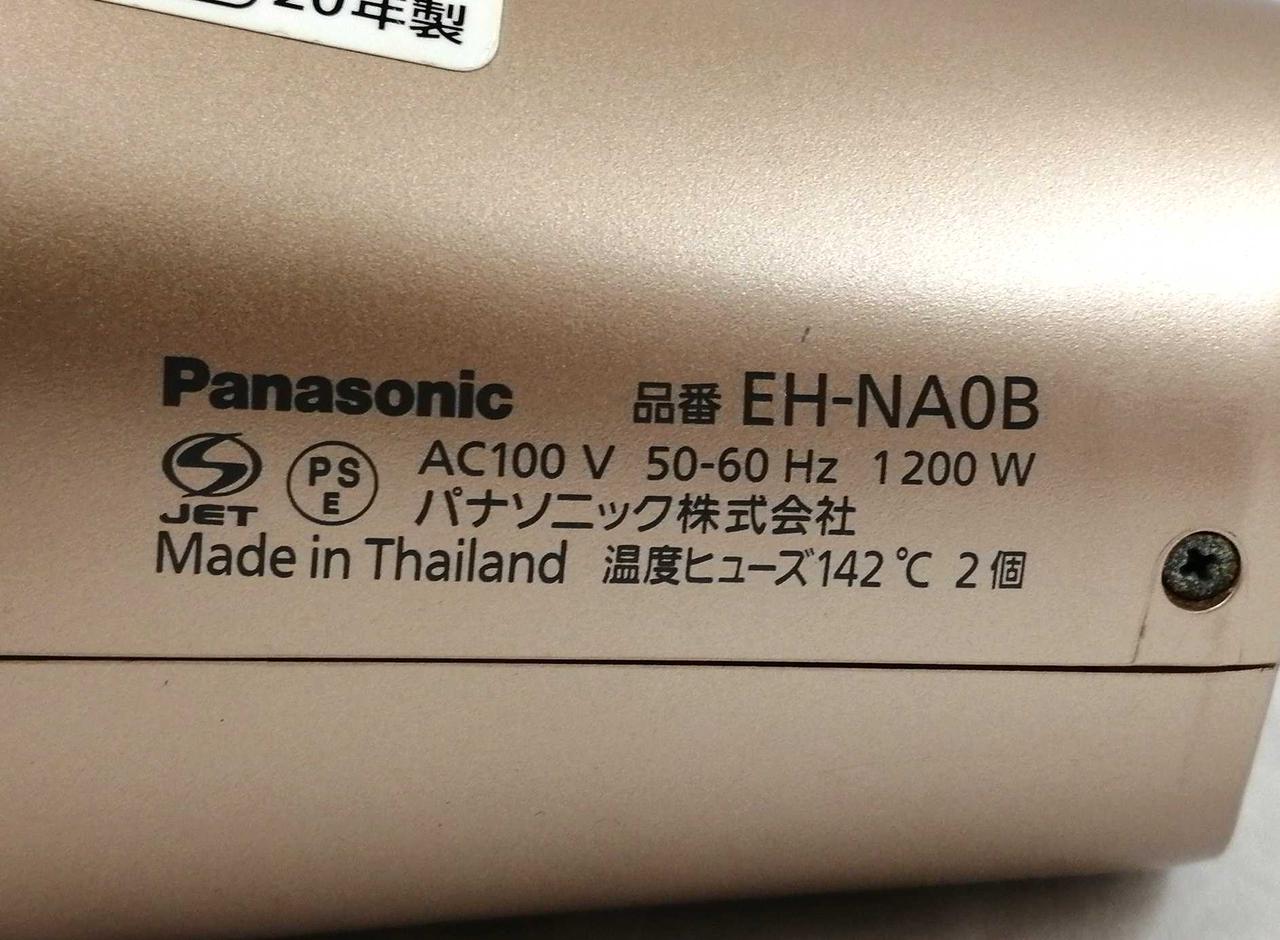 20年製
Panasonic 品番 EH-NA0B
JET PSE AC100 V 50-60 Hz 1200 W
パナソニック株式会社
Made in Thailand 温度ヒューズ142℃ 2個